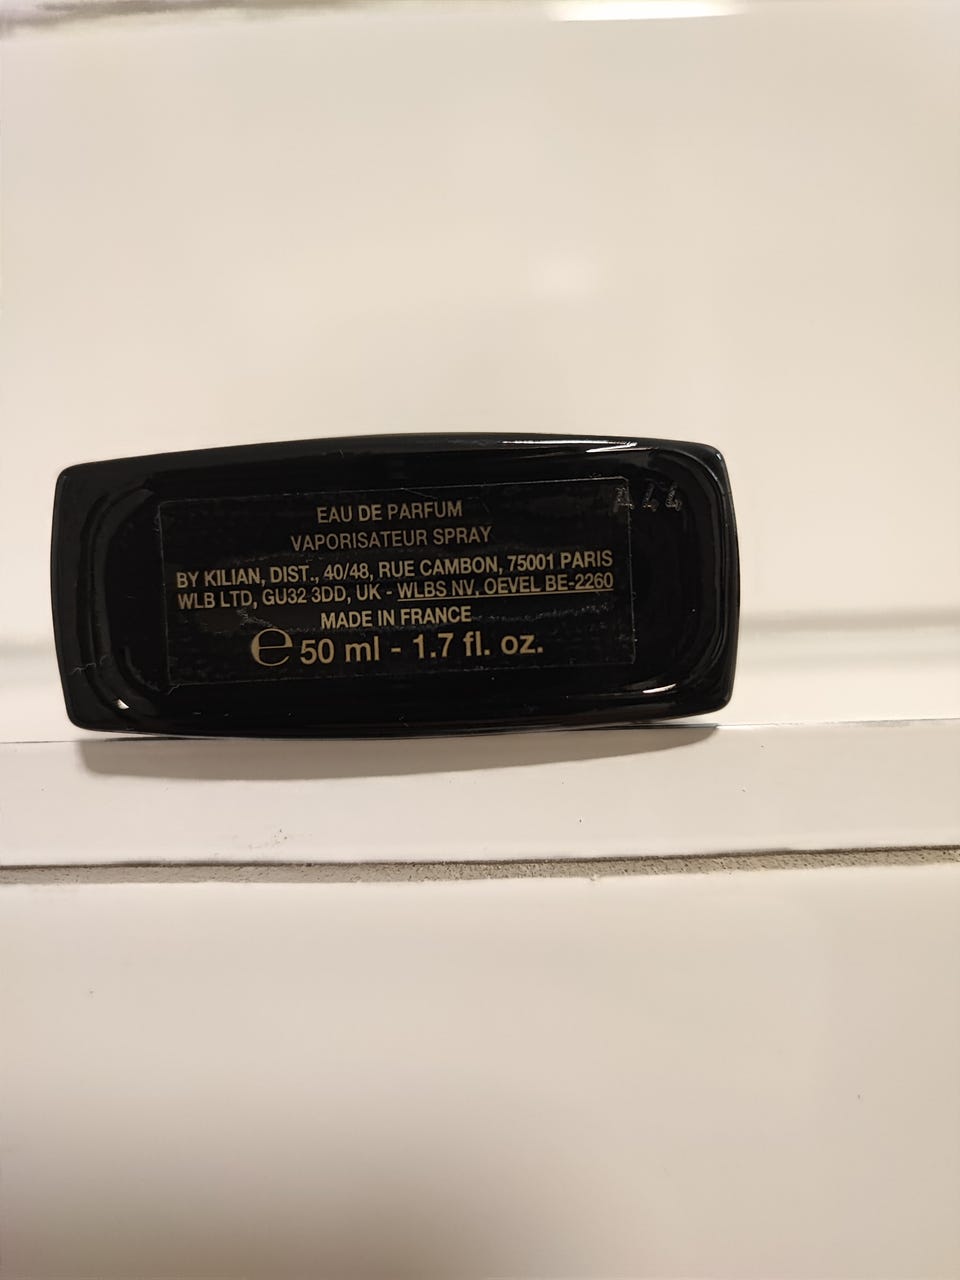 A44
EAU DE PARFUM
VAPORISATEUR SPRAY
BY KILIAN, DIST., 40/48, RUE CAMBON, 75001 PARIS
WLB LTD, GU32 3DD, UK - WLBS NV, OEVEL BE-2260
MADE IN FRANCE
e 50 ml - 1.7 fl. oz.